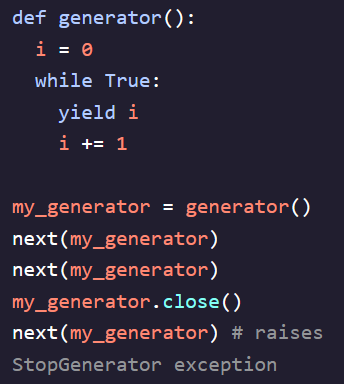 def generator():
  i = 0
  while True:
    yield i
    i += 1

my_generator = generator()
next(my_generator)
next(my_generator)
my_generator.close()
next(my_generator) # raises
StopGenerator exception